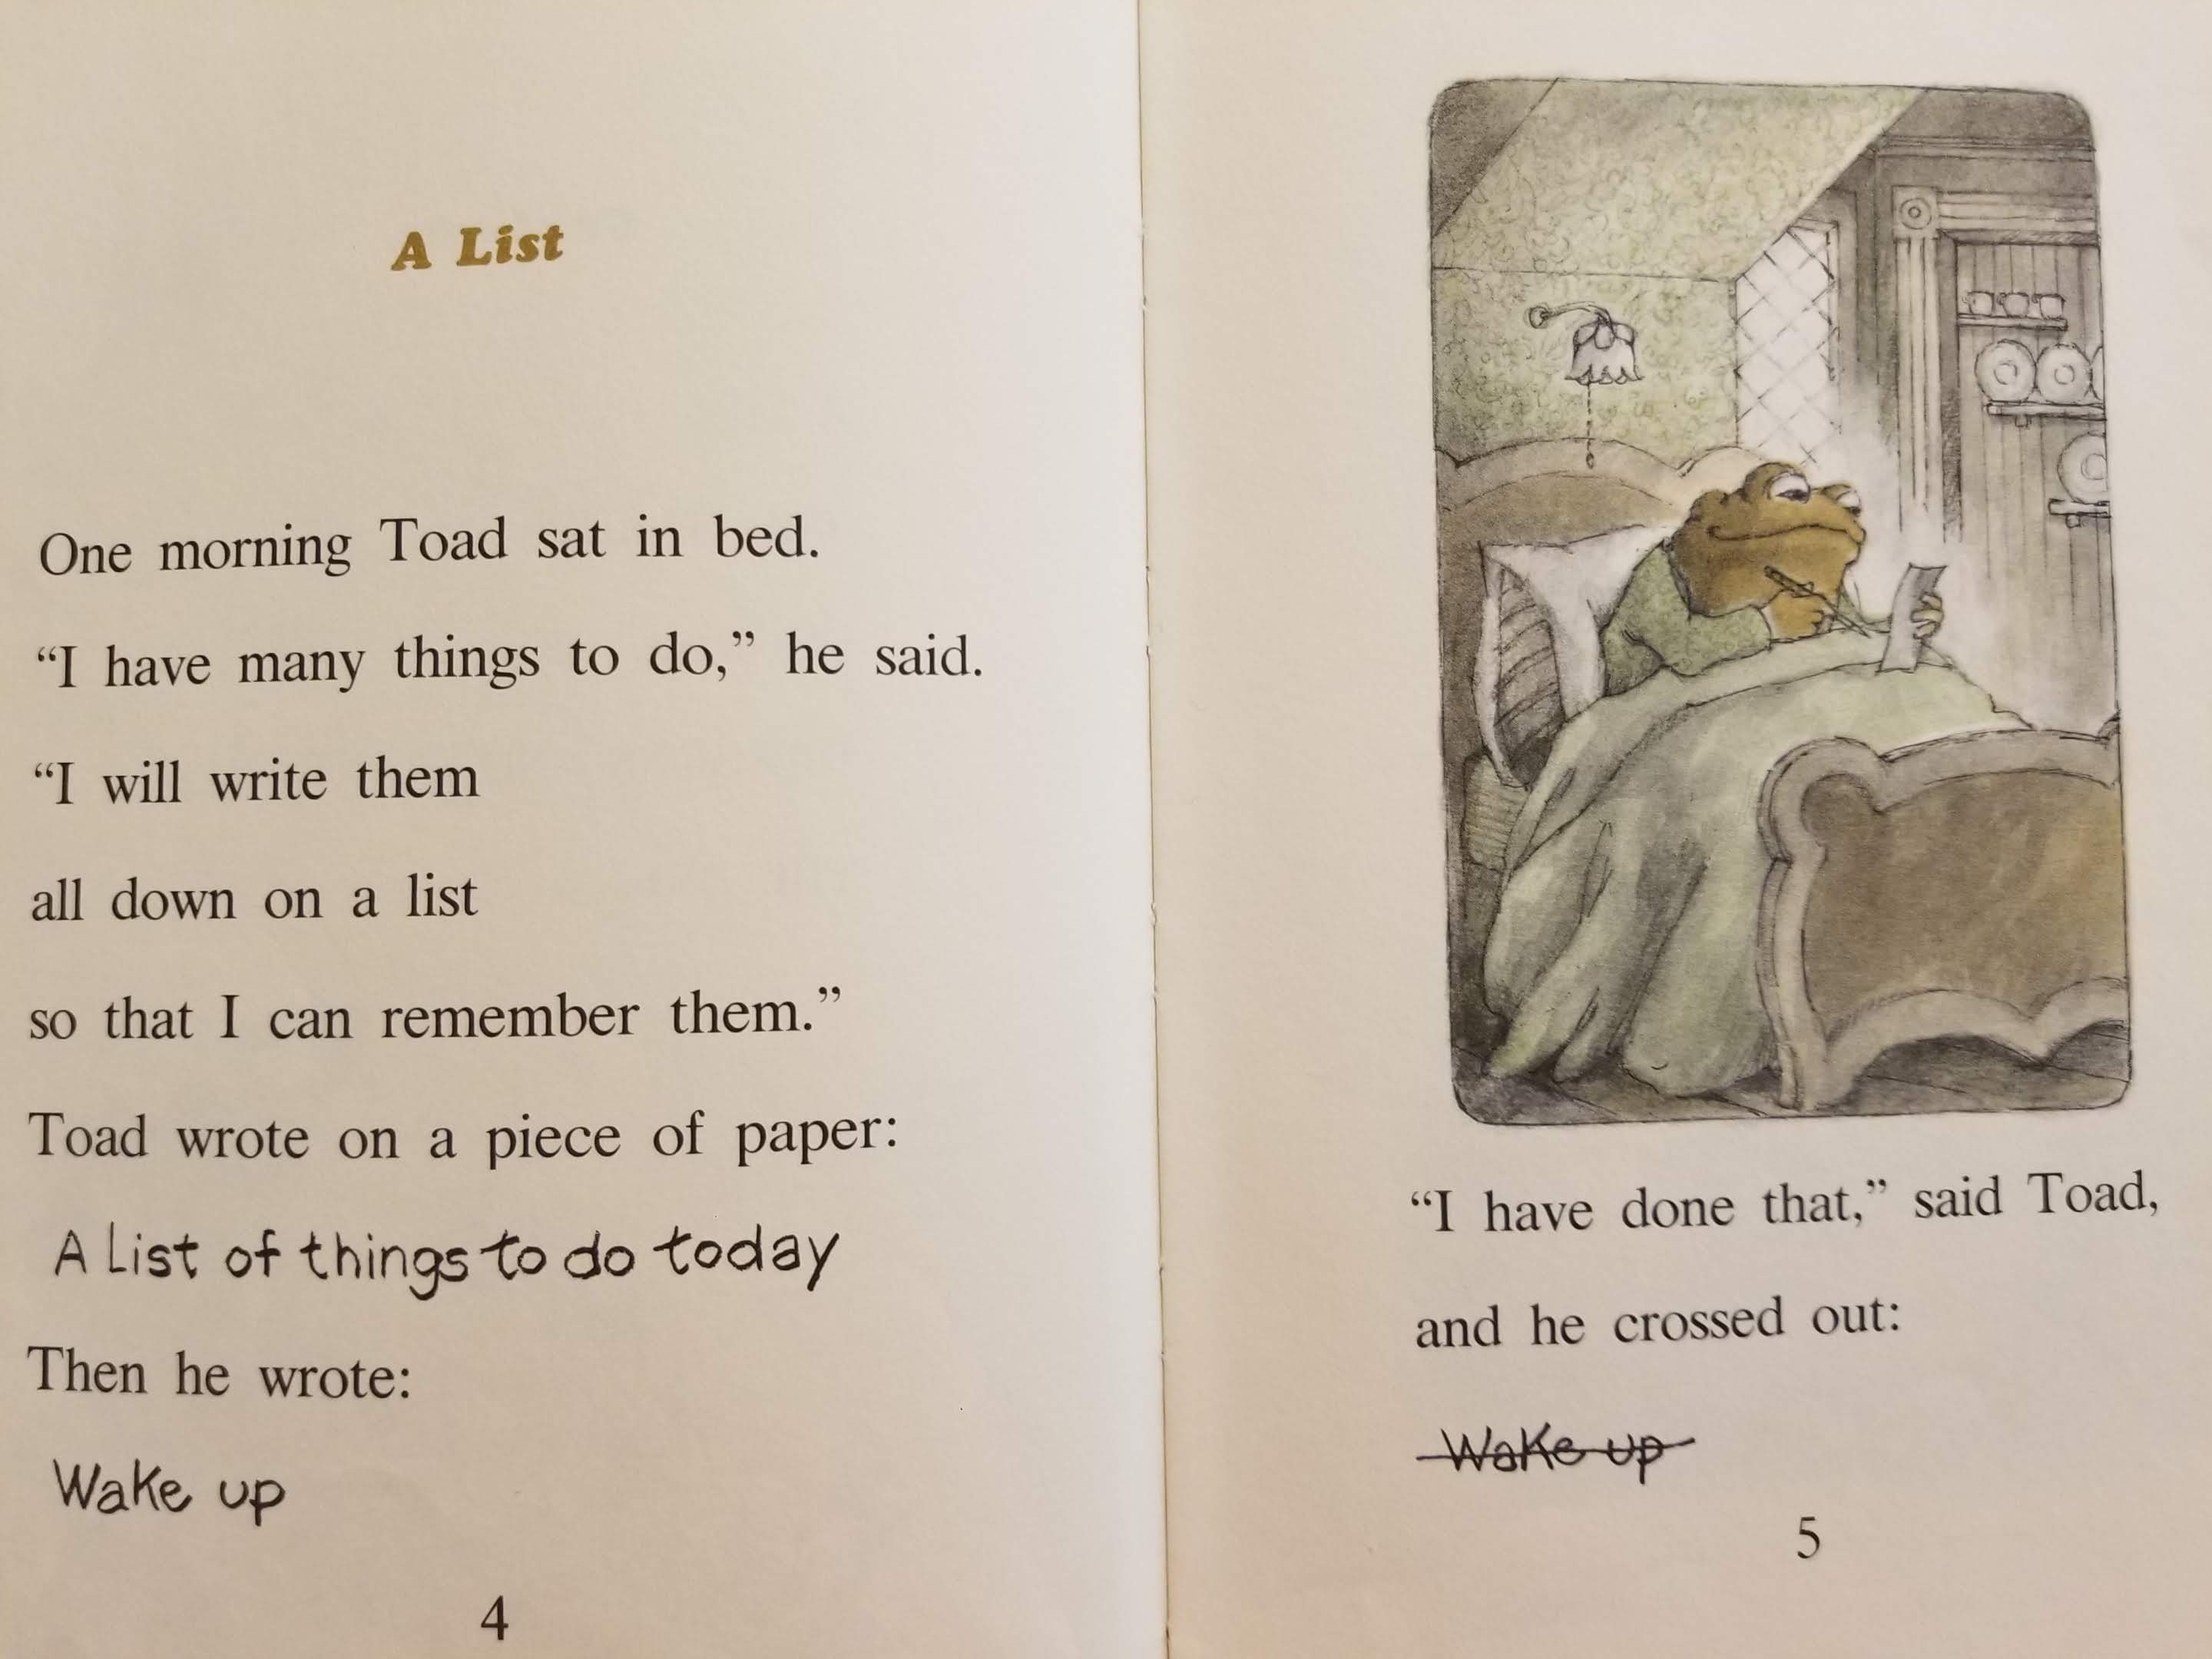 A List
One morning Toad sat in bed.
“I have many things to do,” he said.
“I will write them
all down on a list
so that I can remember them.”
Toad wrote on a piece of paper:
A List of things to do today
Then he wrote:
Wake up
4
“I have done that,” said Toad,
and he crossed out:
Wake up
5